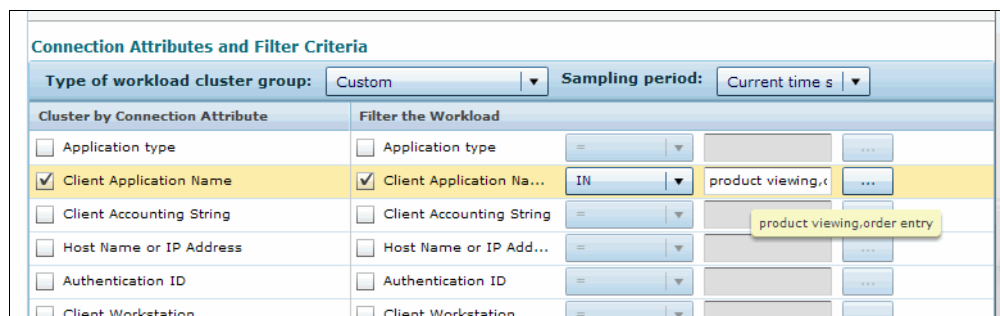 Connection Attributes and Filter Criteria
Type of workload cluster group: Custom Sampling period: Current time s
Cluster by Connection Attribute Filter the Workload
Application type Application type = ...
Client Application Name Client Application Na... IN product viewing,o ...
Client Accounting String Client Accounting String =
product viewing,order entry
Host Name or IP Address Host Name or IP Add... = ...
Authentication ID Authentication ID = ...
Client Workstation Client Workstation =